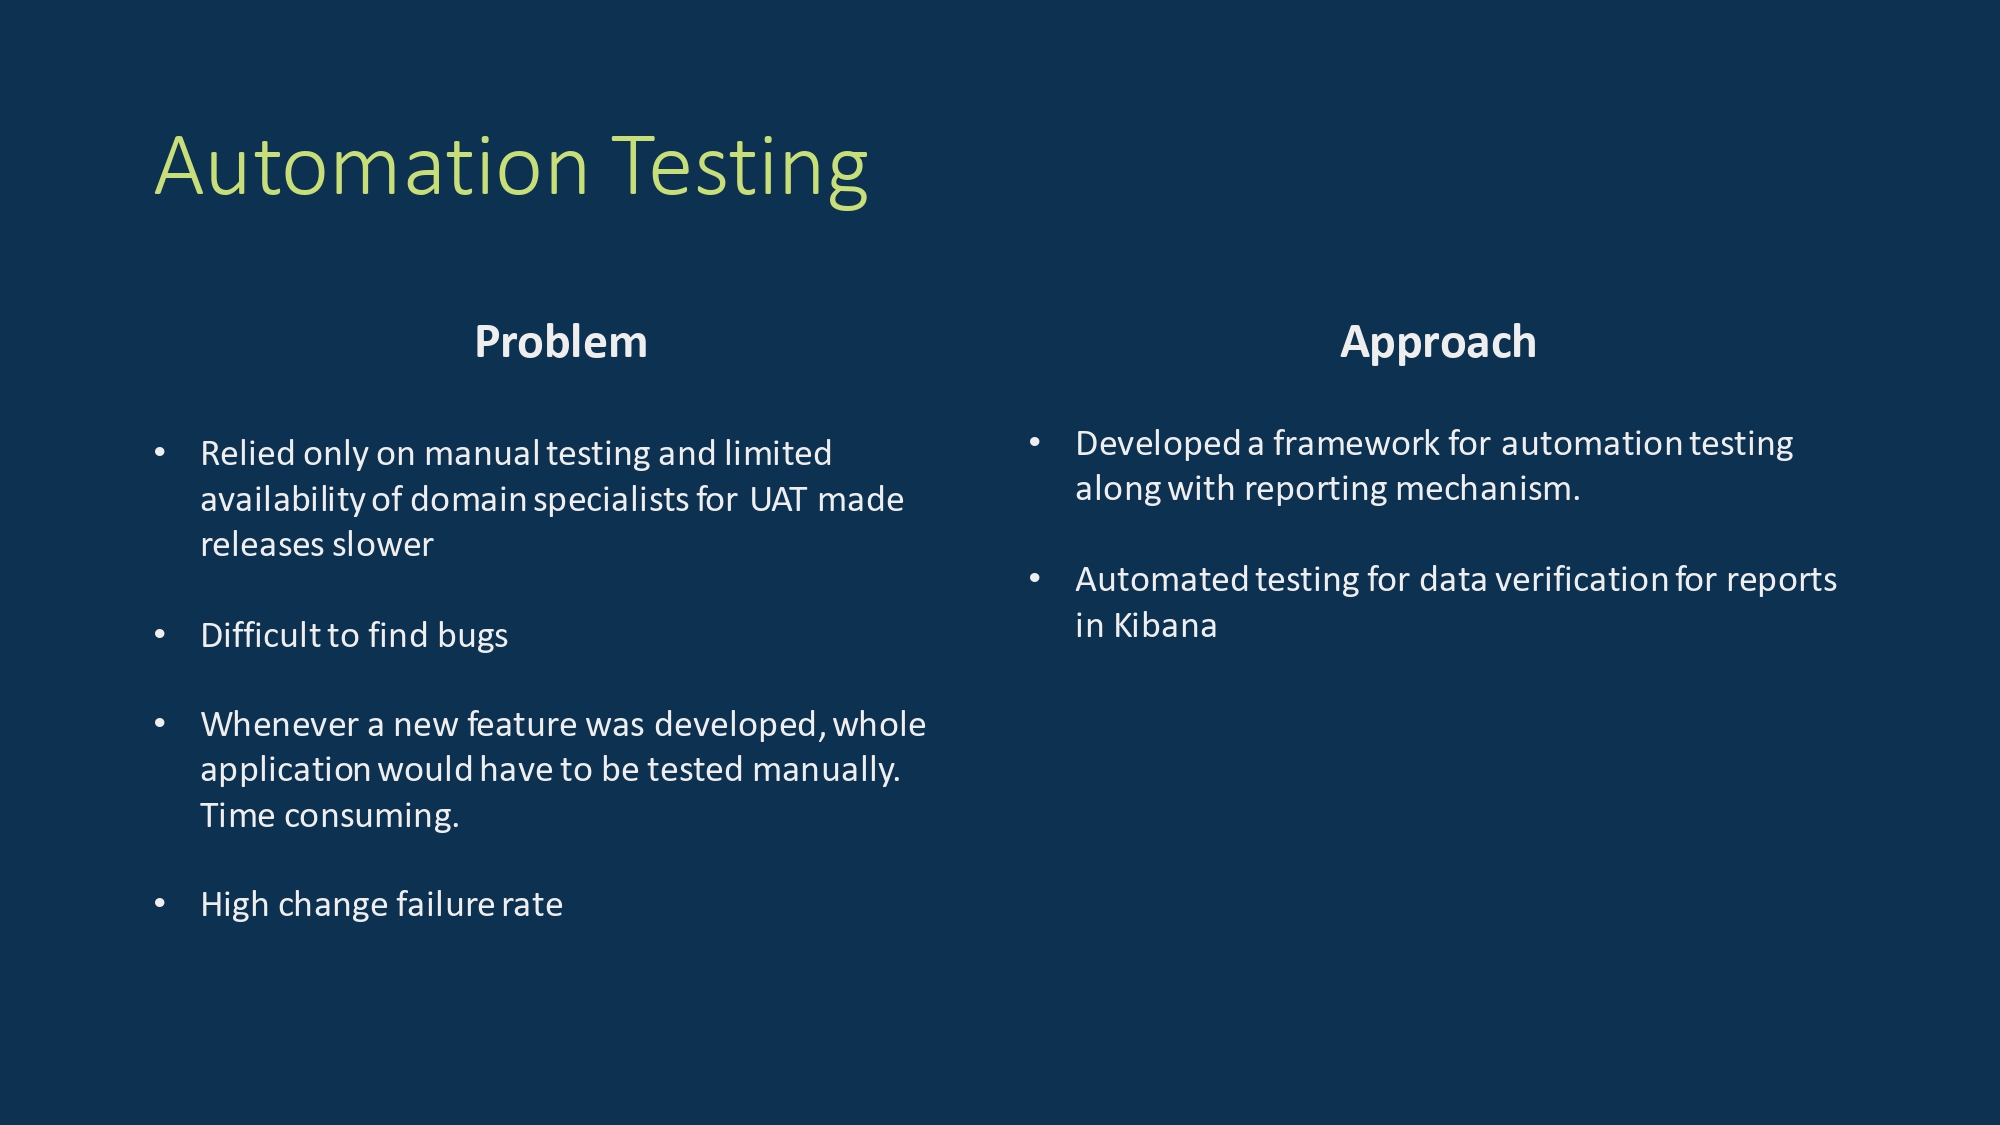 Automation Testing
Problem
• Relied only on manual testing and limited
availability of domain specialists for UAT made
releases slower
• Difficult to find bugs
• Whenever a new feature was developed, whole
application would have to be tested manually.
Time consuming.
• High change failure rate
Approach
• Developed a framework for automation testing
along with reporting mechanism.
• Automated testing for data verification for reports
in Kibana